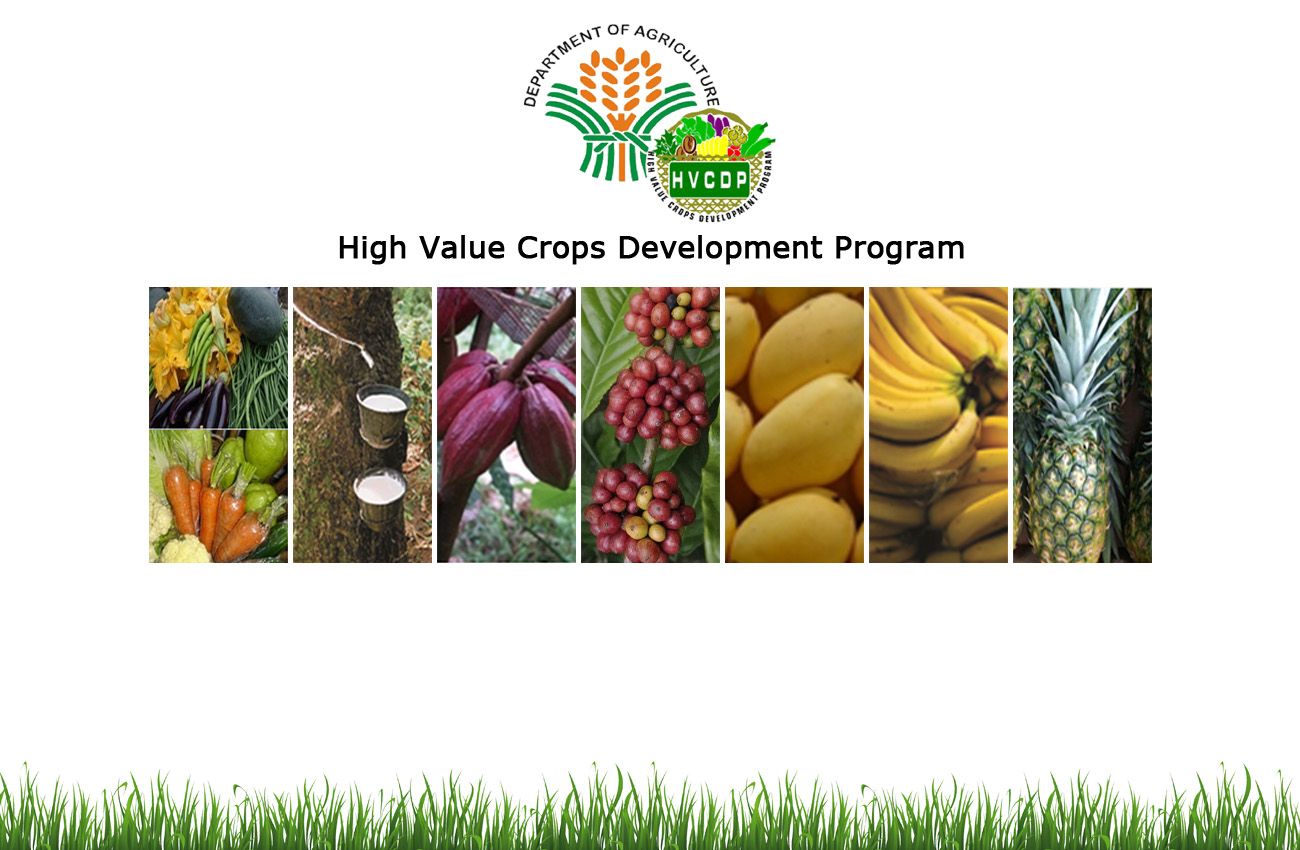 DEPARTMENT OF AGRICULTURE
HVCDP
HIGH VALUE CROPS DEVELOPMENT PROGRAM
High Value Crops Development Program